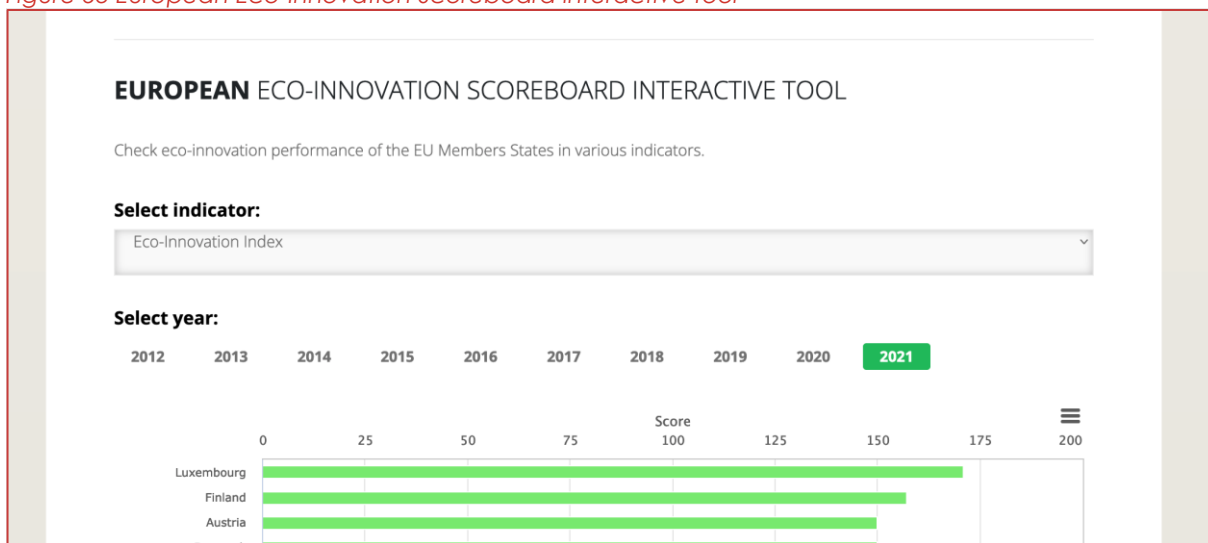 EUROPEAN ECO-INNOVATION SCOREBOARD INTERACTIVE TOOL
Check eco-innovation performance of the EU Members States in various indicators.
Select indicator:
Eco-Innovation Index
Select year:
2012 2013 2014 2015 2016 2017 2018 2019 2020 2021
Score
0 25 50 75 100 125 150 175 200
Luxembourg
Finland
Austria